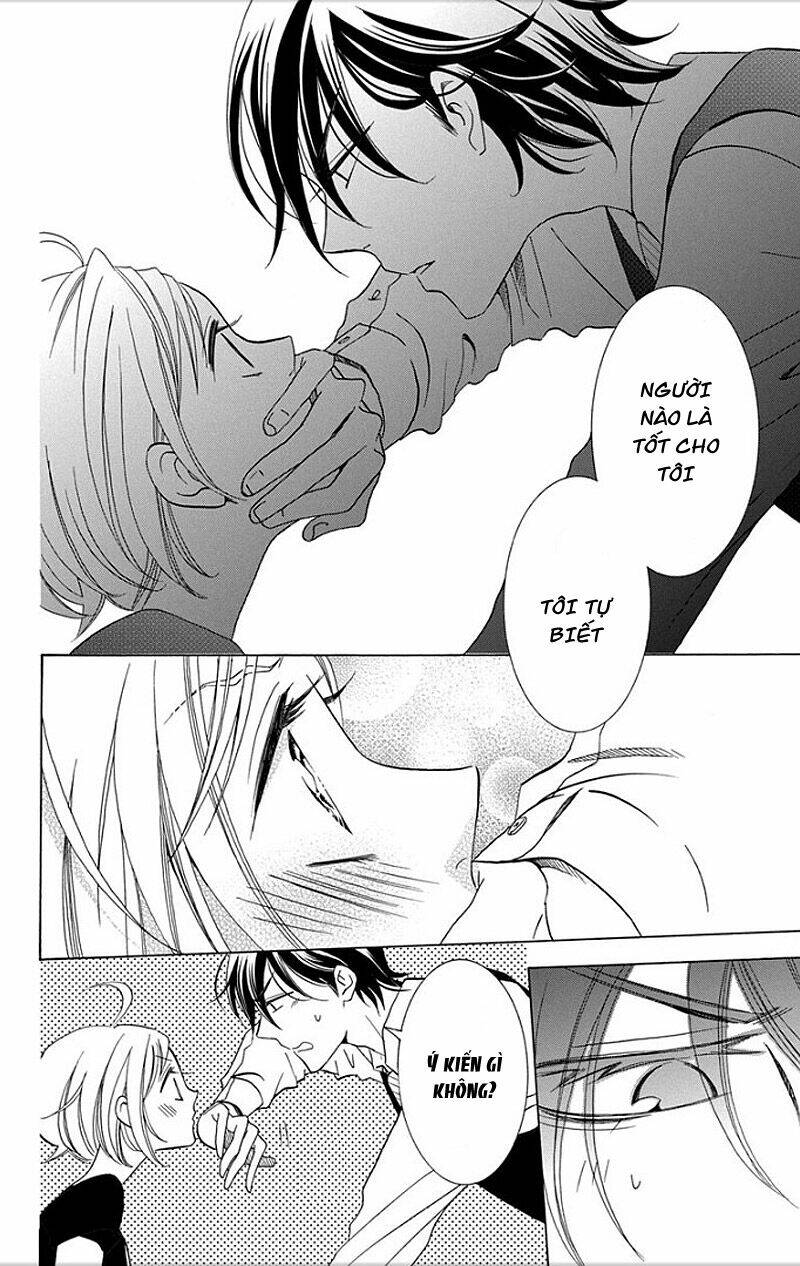 NGƯỜI
NÀO LÀ
TỐT CHO
TÔI
TÔI TỰ
BIẾT
Ý KIẾN GÌ
KHÔNG?